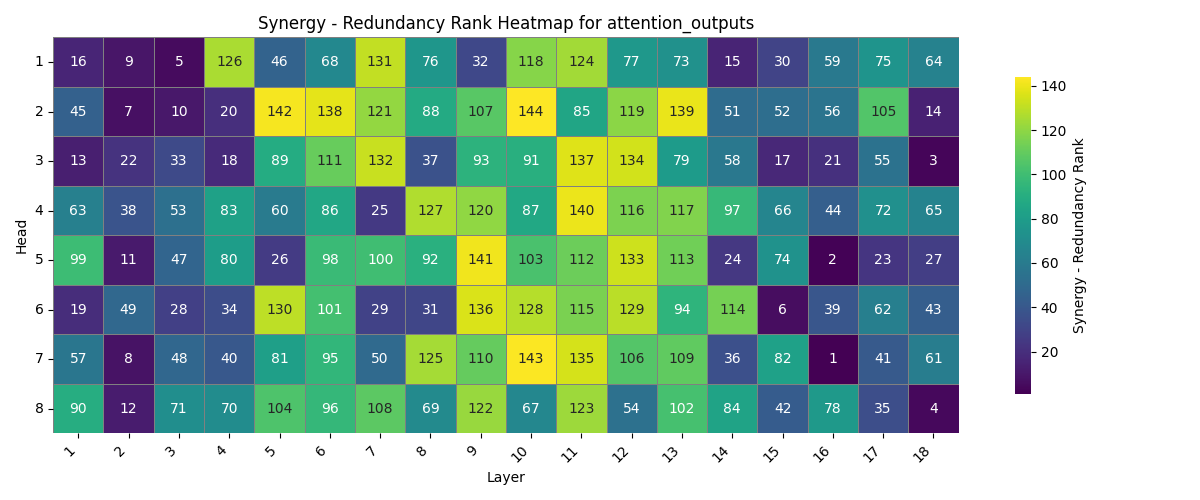 Synergy - Redundancy Rank Heatmap for attention_outputs
1 16 9 5 126 46 68 131 76 32 118 124 77 73 15 30 59 75 64
2 45 7 10 20 142 138 121 88 107 144 85 119 139 51 52 56 105 14
3 13 22 33 18 89 111 132 37 93 91 137 134 79 58 17 21 55 3
4 63 38 53 83 60 86 25 127 120 87 140 116 117 97 66 44 72 65
5 99 11 47 80 26 98 100 92 141 103 112 133 113 24 74 2 23 27
6 19 49 28 34 130 101 29 31 136 128 115 129 94 114 6 39 62 43
7 57 8 48 40 81 95 50 125 110 143 135 106 109 36 82 1 41 61
8 90 12 71 70 104 96 108 69 122 67 123 54 102 84 42 78 35 4
1 2 3 4 5 6 7 8 9 10 11 12 13 14 15 16 17 18
Layer
Head
140
120
100
80
60
40
20
Synergy - Redundancy Rank